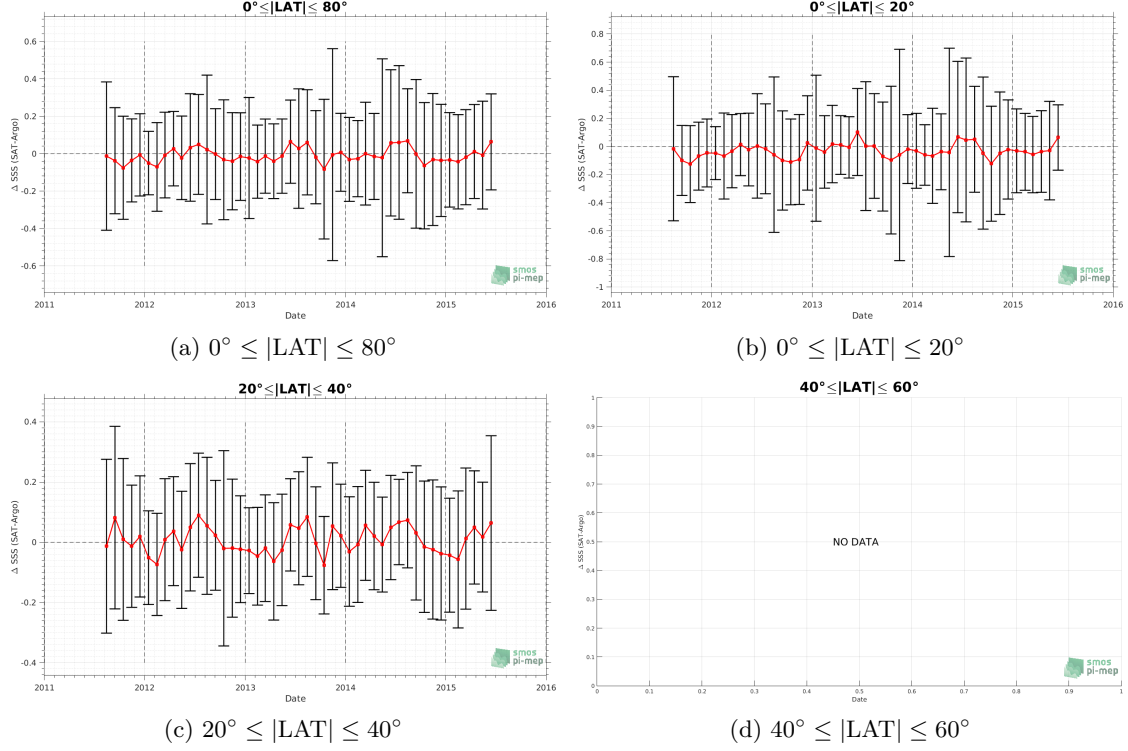 0°≤|LAT|≤ 80°
0.6
0.4
0.2
0
-0.2
-0.4
-0.6
Δ SSS (SAT-Argo)
2011
2012
2013
2014
2015
2016
Date
smos
pi-mep
(a) 0° ≤ |LAT| ≤ 80°
0°≤|LAT|≤ 20°
0.8
0.6
0.4
0.2
0
-0.2
-0.4
-0.6
-0.8
-1
Δ SSS (SAT-Argo)
2011
2012
2013
2014
2015
2016
Date
smos
pi-mep
(b) 0° ≤ |LAT| ≤ 20°
20°≤|LAT|≤ 40°
0.4
0.2
0
-0.2
-0.4
Δ SSS (SAT-Argo)
2011
2012
2013
2014
2015
2016
Date
smos
pi-mep
(c) 20° ≤ |LAT| ≤ 40°
40°≤|LAT|≤ 60°
1
0.9
0.8
0.7
0.6
0.5
0.4
0.3
0.2
0.1
0
Δ SSS (SAT-Argo)
NO DATA
0
0.1
0.2
0.3
0.4
0.5
0.6
0.7
0.8
0.9
1
Date
smos
pi-mep
(d) 40° ≤ |LAT| ≤ 60°